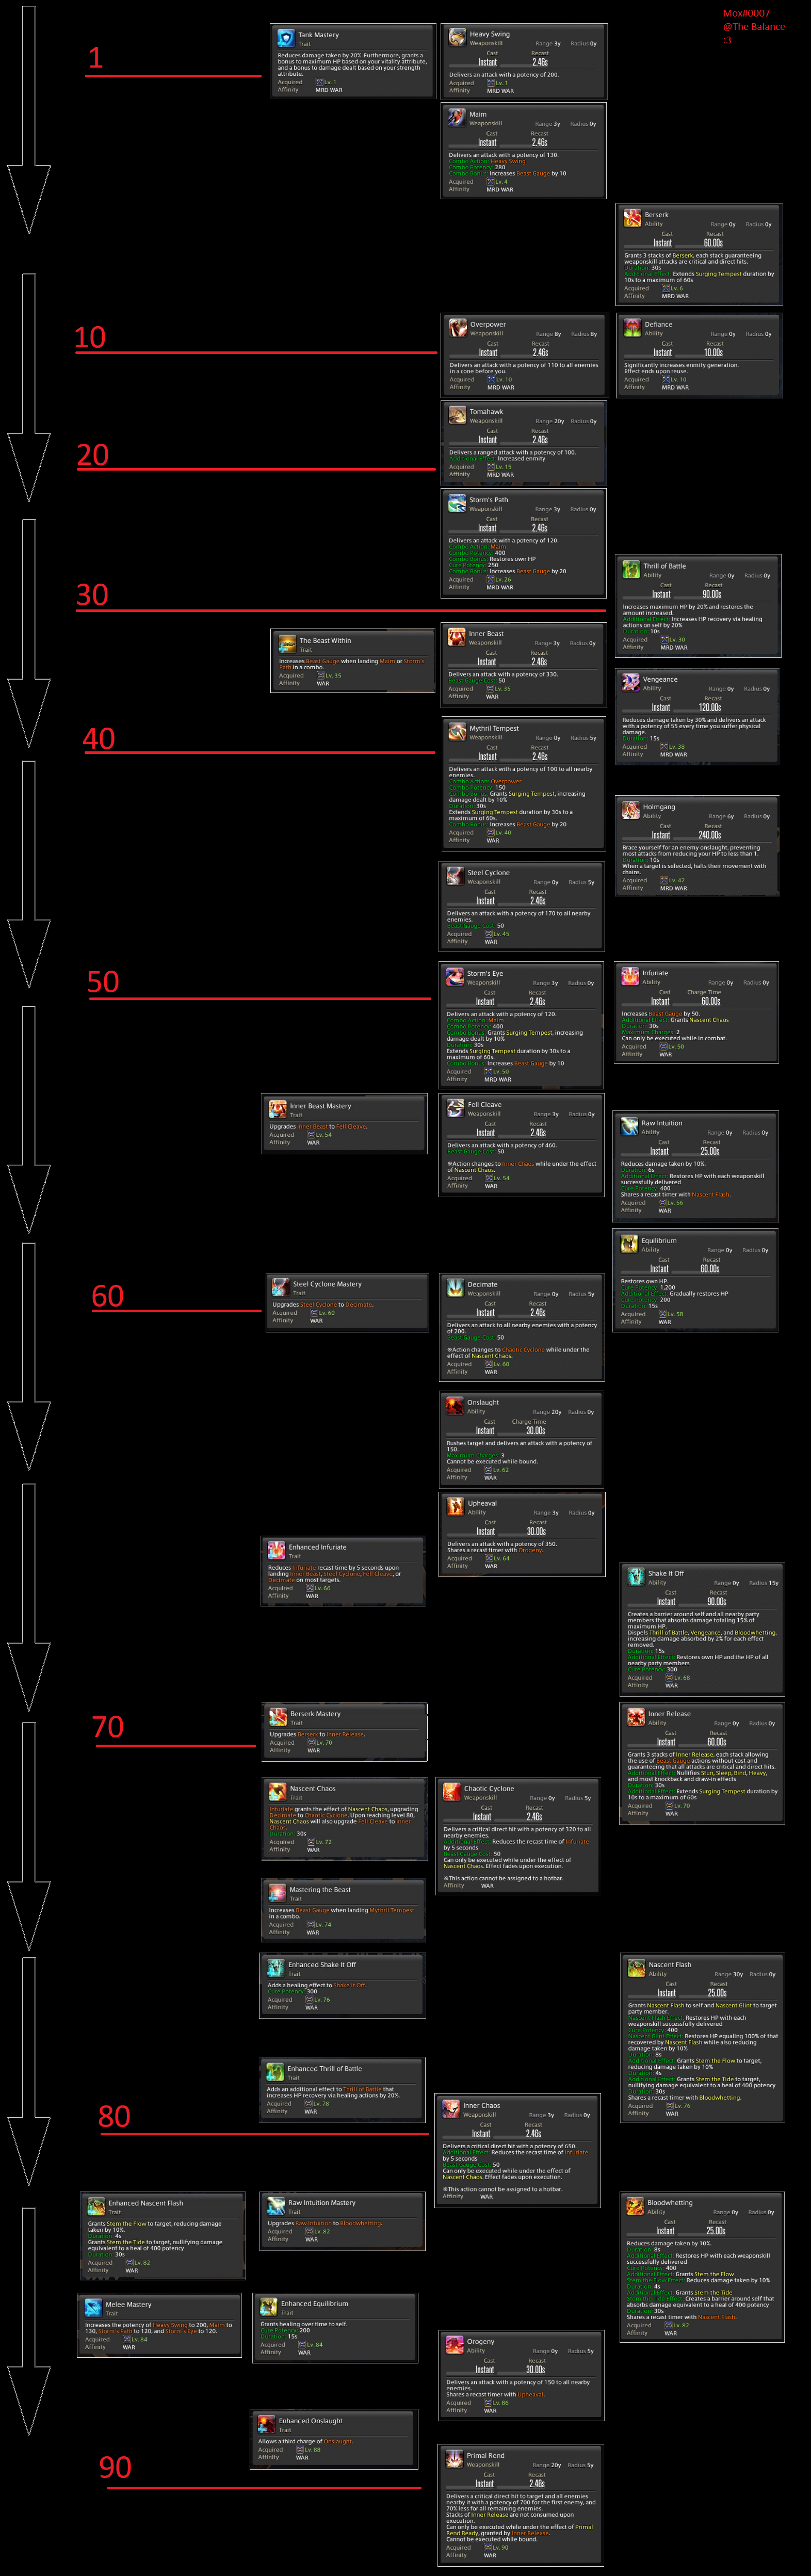 Mox#0007
@The Balance
:3
1
Tank Mastery
Trait
Reduces damage taken by 20%. Furthermore, grants a
bonus to maximum HP based on your vitality attribute,
and a bonus to damage dealt based on your strength
attribute.
Acquired Lv. 1
Affinity MRD WAR
Heavy Swing
Weaponskill Range 3y Radius 0y
Cast Recast
Instant 2.46s
Delivers an attack with a potency of 200.
Acquired Lv. 1
Affinity MRD WAR
Maim
Weaponskill Range 3y Radius 0y
Cast Recast
Instant 2.46s
Delivers an attack with a potency of 130.
Combo Action: Heavy Swing
Combo Potency: 280
Combo Bonus: Increases Beast Gauge by 10
Acquired Lv. 4
Affinity MRD WAR
Berserk
Ability Range 0y Radius 0y
Cast Recast
Instant 60.00s
Grants 3 stacks of Berserk, each stack guaranteeing
weaponskill attacks are critical and direct hits.
Duration: 30s
Additional Effect: Extends Surging Tempest duration by
10s to a maximum of 60s
Acquired Lv. 6
Affinity MRD WAR
10
Overpower
Weaponskill Range 8y Radius 8y
Cast Recast
Instant 2.46s
Delivers an attack with a potency of 110 to all enemies
in a cone before you.
Acquired Lv. 10
Affinity MRD WAR
Defiance
Ability Range 0y Radius 0y
Cast Recast
Instant 10.00s
Significantly increases enmity generation.
Effect ends upon reuse.
Acquired Lv. 10
Affinity MRD WAR
Tomahawk
Weaponskill Range 20y Radius 0y
Cast Recast
Instant 2.46s
Delivers a ranged attack with a potency of 100.
Additional Effect: Increased enmity
Acquired Lv. 15
Affinity MRD WAR
20
Storm's Path
Weaponskill Range 3y Radius 0y
Cast Recast
Instant 2.46s
Delivers an attack with a potency of 120.
Combo Action: Maim
Combo Potency: 400
Combo Bonus: Restores own HP
Cure Potency: 250
Combo Bonus: Increases Beast Gauge by 20
Acquired Lv. 26
Affinity MRD WAR
30
Thrill of Battle
Ability Range 0y Radius 0y
Cast Recast
Instant 90.00s
Increases maximum HP by 20% and restores the
amount increased.
Additional Effect: Increases HP recovery via healing
actions on self by 20%
Duration: 10s
Acquired Lv. 30
Affinity MRD WAR
The Beast Within
Trait
Increases Beast Gauge when landing Maim or Storm's
Path in a combo.
Acquired Lv. 35
Affinity WAR
Inner Beast
Weaponskill Range 3y Radius 0y
Cast Recast
Instant 2.46s
Delivers an attack with a potency of 330.
Beast Gauge Cost: 50
Acquired Lv. 35
Affinity WAR
Vengeance
Ability Range 0y Radius 0y
Cast Recast
Instant 120.00s
Reduces damage taken by 30% and delivers an attack
with a potency of 55 every time you suffer physical
damage.
Duration: 15s
Acquired Lv. 38
Affinity MRD WAR
40
Mythril Tempest
Weaponskill Range 0y Radius 5y
Cast Recast
Instant 2.46s
Delivers an attack with a potency of 100 to all nearby
enemies.
Combo Action: Overpower
Combo Potency: 150
Combo Bonus: Grants Surging Tempest, increasing
damage dealt by 10%
Duration: 30s
Extends Surging Tempest duration by 30s to a
maximum of 60s.
Combo Bonus: Increases Beast Gauge by 20
Acquired Lv. 40
Affinity WAR
Holmgang
Ability Range 6y Radius 0y
Cast Recast
Instant 240.00s
Brace yourself for an enemy onslaught, preventing
most attacks from reducing your HP to less than 1.
Duration: 10s
When a target is selected, halts their movement with
chains.
Acquired Lv. 42
Affinity MRD WAR
Steel Cyclone
Weaponskill Range 0y Radius 5y
Cast Recast
Instant 2.46s
Delivers an attack with a potency of 170 to all nearby
enemies.
Beast Gauge Cost: 50
Acquired Lv. 45
Affinity WAR
50
Storm's Eye
Weaponskill Range 3y Radius 0y
Cast Recast
Instant 2.46s
Delivers an attack with a potency of 120.
Combo Action: Maim
Combo Potency: 400
Combo Bonus: Grants Surging Tempest, increasing
damage dealt by 10%
Duration: 30s
Extends Surging Tempest duration by 30s to a
maximum of 60s.
Combo Bonus: Increases Beast Gauge by 10
Acquired Lv. 50
Affinity MRD WAR
Infuriate
Ability Range 0y Radius 0y
Cast Charge Time
Instant 60.00s
Increases Beast Gauge by 50.
Additional Effect: Grants Nascent Chaos
Duration: 30s
Maximum Charges: 2
Can only be executed while in combat.
Acquired Lv. 50
Affinity WAR
Inner Beast Mastery
Trait
Upgrades Inner Beast to Fell Cleave.
Acquired Lv. 54
Affinity WAR
Fell Cleave
Weaponskill Range 3y Radius 0y
Cast Recast
Instant 2.46s
Delivers an attack with a potency of 460.
Beast Gauge Cost: 50
※Action changes to Inner Chaos while under the effect
of Nascent Chaos.
Acquired Lv. 54
Affinity WAR
Raw Intuition
Ability Range 0y Radius 0y
Cast Recast
Instant 25.00s
Reduces damage taken by 10%.
Duration: 6s
Additional Effect: Restores HP with each weaponskill
successfully delivered
Cure Potency: 400
Shares a recast timer with Nascent Flash.
Acquired Lv. 56
Affinity WAR
Equilibrium
Ability Range 0y Radius 0y
Cast Recast
Instant 60.00s
Restores own HP.
Cure Potency: 1,200
Additional Effect: Gradually restores HP
Cure Potency: 200
Duration: 15s
Acquired Lv. 58
Affinity WAR
60
Steel Cyclone Mastery
Trait
Upgrades Steel Cyclone to Decimate.
Acquired Lv. 60
Affinity WAR
Decimate
Weaponskill Range 0y Radius 5y
Cast Recast
Instant 2.46s
Delivers an attack to all nearby enemies with a potency
of 200.
Beast Gauge Cost: 50
※Action changes to Chaotic Cyclone while under the
effect of Nascent Chaos.
Acquired Lv. 60
Affinity WAR
Onslaught
Ability Range 20y Radius 0y
Cast Charge Time
Instant 30.00s
Rushes target and delivers an attack with a potency of
150.
Maximum Charges: 3
Cannot be executed while bound.
Acquired Lv. 62
Affinity WAR
Upheaval
Ability Range 3y Radius 0y
Cast Recast
Instant 30.00s
Delivers an attack with a potency of 350.
Shares a recast timer with Orogeny.
Acquired Lv. 64
Affinity WAR
Enhanced Infuriate
Trait
Reduces Infuriate recast time by 5 seconds upon
landing Inner Beast, Steel Cyclone, Fell Cleave, or
Decimate on most targets.
Acquired Lv. 66
Affinity WAR
Shake It Off
Ability Range 0y Radius 15y
Cast Recast
Instant 90.00s
Creates a barrier around self and all nearby party
members that absorbs damage totaling 15% of
maximum HP.
Dispels Thrill of Battle, Vengeance, and Bloodwhetting,
increasing damage absorbed by 2% for each effect
removed.
Duration: 15s
Additional Effect: Restores own HP and the HP of all
nearby party members
Cure Potency: 300
Acquired Lv. 68
Affinity WAR
70
Berserk Mastery
Trait
Upgrades Berserk to Inner Release.
Acquired Lv. 70
Affinity WAR
Inner Release
Ability Range 0y Radius 0y
Cast Recast
Instant 60.00s
Grants 3 stacks of Inner Release, each stack allowing
the use of Beast Gauge actions without cost and
guaranteeing that all attacks are critical and direct hits.
Additional Effect: Nullifies Stun, Sleep, Bind, Heavy,
and most knockback and draw-in effects
Duration: 30s
Additional Effect: Extends Surging Tempest duration by
10s to a maximum of 60s
Acquired Lv. 70
Affinity WAR
Nascent Chaos
Trait
Infuriate grants the effect of Nascent Chaos, upgrading
Decimate to Chaotic Cyclone. Upon reaching level 80,
Nascent Chaos will also upgrade Fell Cleave to Inner
Chaos.
Duration: 30s
Acquired Lv. 72
Affinity WAR
Chaotic Cyclone
Weaponskill Range 0y Radius 5y
Cast Recast
Instant 2.46s
Delivers a critical direct hit with a potency of 320 to all
nearby enemies.
Additional Effect: Reduces the recast time of Infuriate
by 5 seconds
Beast Gauge Cost: 50
Can only be executed while under the effect of
Nascent Chaos. Effect fades upon execution.
※This action cannot be assigned to a hotbar.
Affinity WAR
Mastering the Beast
Trait
Increases Beast Gauge when landing Mythril Tempest
in a combo.
Acquired Lv. 74
Affinity WAR
Enhanced Shake It Off
Trait
Adds a healing effect to Shake It Off.
Cure Potency: 300
Acquired Lv. 76
Affinity WAR
Nascent Flash
Ability Range 30y Radius 0y
Cast Recast
Instant 25.00s
Grants Nascent Flash to self and Nascent Glint to target
party member.
Nascent Flash Effect: Restores HP with each
weaponskill successfully delivered
Cure Potency: 400
Nascent Glint Effect: Restores HP equaling 100% of that
recovered by Nascent Flash while also reducing
damage taken by 10%
Duration: 8s
Additional Effect: Grants Stem the Flow to target,
reducing damage taken by 10%
Duration: 4s
Additional Effect: Grants Stem the Tide to target,
nullifying damage equivalent to a heal of 400 potency
Duration: 30s
Shares a recast timer with Bloodwhetting.
Acquired Lv. 76
Affinity WAR
Enhanced Thrill of Battle
Trait
Adds an additional effect to Thrill of Battle that
increases HP recovery via healing actions by 20%.
Acquired Lv. 78
Affinity WAR
80
Inner Chaos
Weaponskill Range 3y Radius 0y
Cast Recast
Instant 2.46s
Delivers a critical direct hit with a potency of 650.
Additional Effect: Reduces the recast time of Infuriate
by 5 seconds
Beast Gauge Cost: 50
Can only be executed while under the effect of
Nascent Chaos. Effect fades upon execution.
※This action cannot be assigned to a hotbar.
Affinity WAR
Enhanced Nascent Flash
Trait
Grants Stem the Flow to target, reducing damage
taken by 10%.
Duration: 4s
Grants Stem the Tide to target, nullifying damage
equivalent to a heal of 400 potency
Duration: 30s
Acquired Lv. 82
Affinity WAR
Raw Intuition Mastery
Trait
Upgrades Raw Intuition to Bloodwhetting.
Acquired Lv. 82
Affinity WAR
Bloodwhetting
Ability Range 0y Radius 0y
Cast Recast
Instant 25.00s
Reduces damage taken by 10%.
Duration: 8s
Additional Effect: Restores HP with each weaponskill
successfully delivered
Cure Potency: 400
Additional Effect: Grants Stem the Flow
Stem the Flow Effect: Reduces damage taken by 10%
Duration: 4s
Additional Effect: Grants Stem the Tide
Stem the Tide Effect: Creates a barrier around self that
absorbs damage equivalent to a heal of 400 potency
Duration: 30s
Shares a recast timer with Nascent Flash.
Acquired Lv. 82
Affinity WAR
Melee Mastery
Trait
Increases the potency of Heavy Swing to 200, Maim to
130, Storm's Path to 120, and Storm's Eye to 120.
Acquired Lv. 84
Affinity WAR
Enhanced Equilibrium
Trait
Grants healing over time to self.
Cure Potency: 200
Duration: 15s
Acquired Lv. 84
Affinity WAR
Orogeny
Ability Range 0y Radius 5y
Cast Recast
Instant 30.00s
Delivers an attack with a potency of 150 to all nearby
enemies.
Shares a recast timer with Upheaval.
Acquired Lv. 86
Affinity WAR
Enhanced Onslaught
Trait
Allows a third charge of Onslaught.
Acquired Lv. 88
Affinity WAR
90
Primal Rend
Weaponskill Range 20y Radius 5y
Cast Recast
Instant 2.46s
Delivers a critical direct hit to target and all enemies
nearby it with a potency of 700 for the first enemy, and
70% less for all remaining enemies.
Stacks of Inner Release are not consumed upon
execution.
Can only be executed while under the effect of Primal
Rend Ready, granted by Inner Release.
Cannot be executed while bound.
Acquired Lv. 90
Affinity WAR